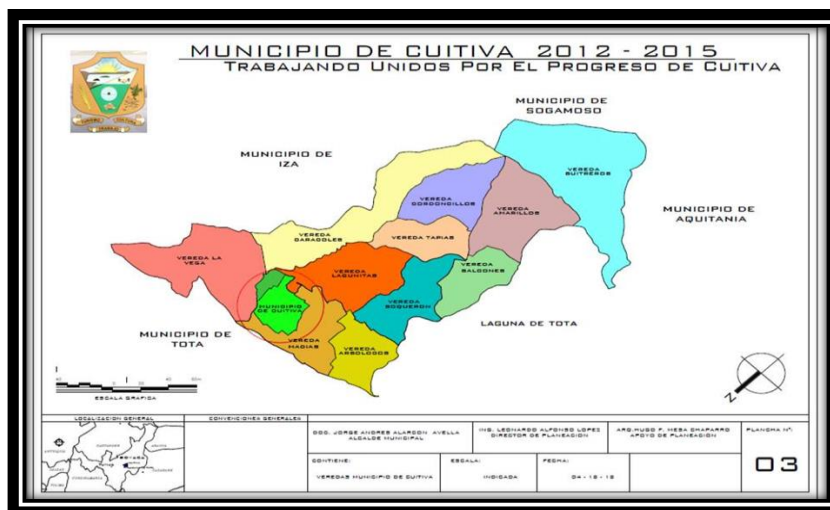 MUNICIPIO DE CUITIVA 2012 - 2015
TRABAJANDO UNIDOS POR EL PROGRESO DE CUITIVA
MUNICIPIO DE
SOGAMOSO
MUNICIPIO DE
IZA
VEREDA
BUITREROS
VEREDA
CORDONCILLOS
VEREDA
AMARILLOS
MUNICIPIO DE
AQUITANIA
VEREDA
CARACOLES
VEREDA TAPIAS
VEREDA LA
VEGA
VEREDA
LAGUNITAS
VEREDA
BALCONES
VEREDA
BOQUERON
MUNICIPIO
DE CUITIVA
LAGUNA DE TOTA
MUNICIPIO DE
TOTA
VEREDA
MACIAS
VEREDA
ARBOLOCOS
ESCALA GRAFICA
Z
LOCALIZACION GENERAL
CONVENCIONES GENERALES
DOC. JORGE ANDRES ALARCON AVELLA
ALCALDE MUNICIPAL
ING. LEONARDO ALFONSO LOPEZ
DIRECTOR DE PLANEACION
ARQ. HUGO F. MESA CHAPARRO
APOYO DE PLANEACION
PLANCHA N°:
03
CONTIENE:
VEREDAS MUNICIPIO DE CUITIVA
ESCALA:
INDICADA
FECHA: